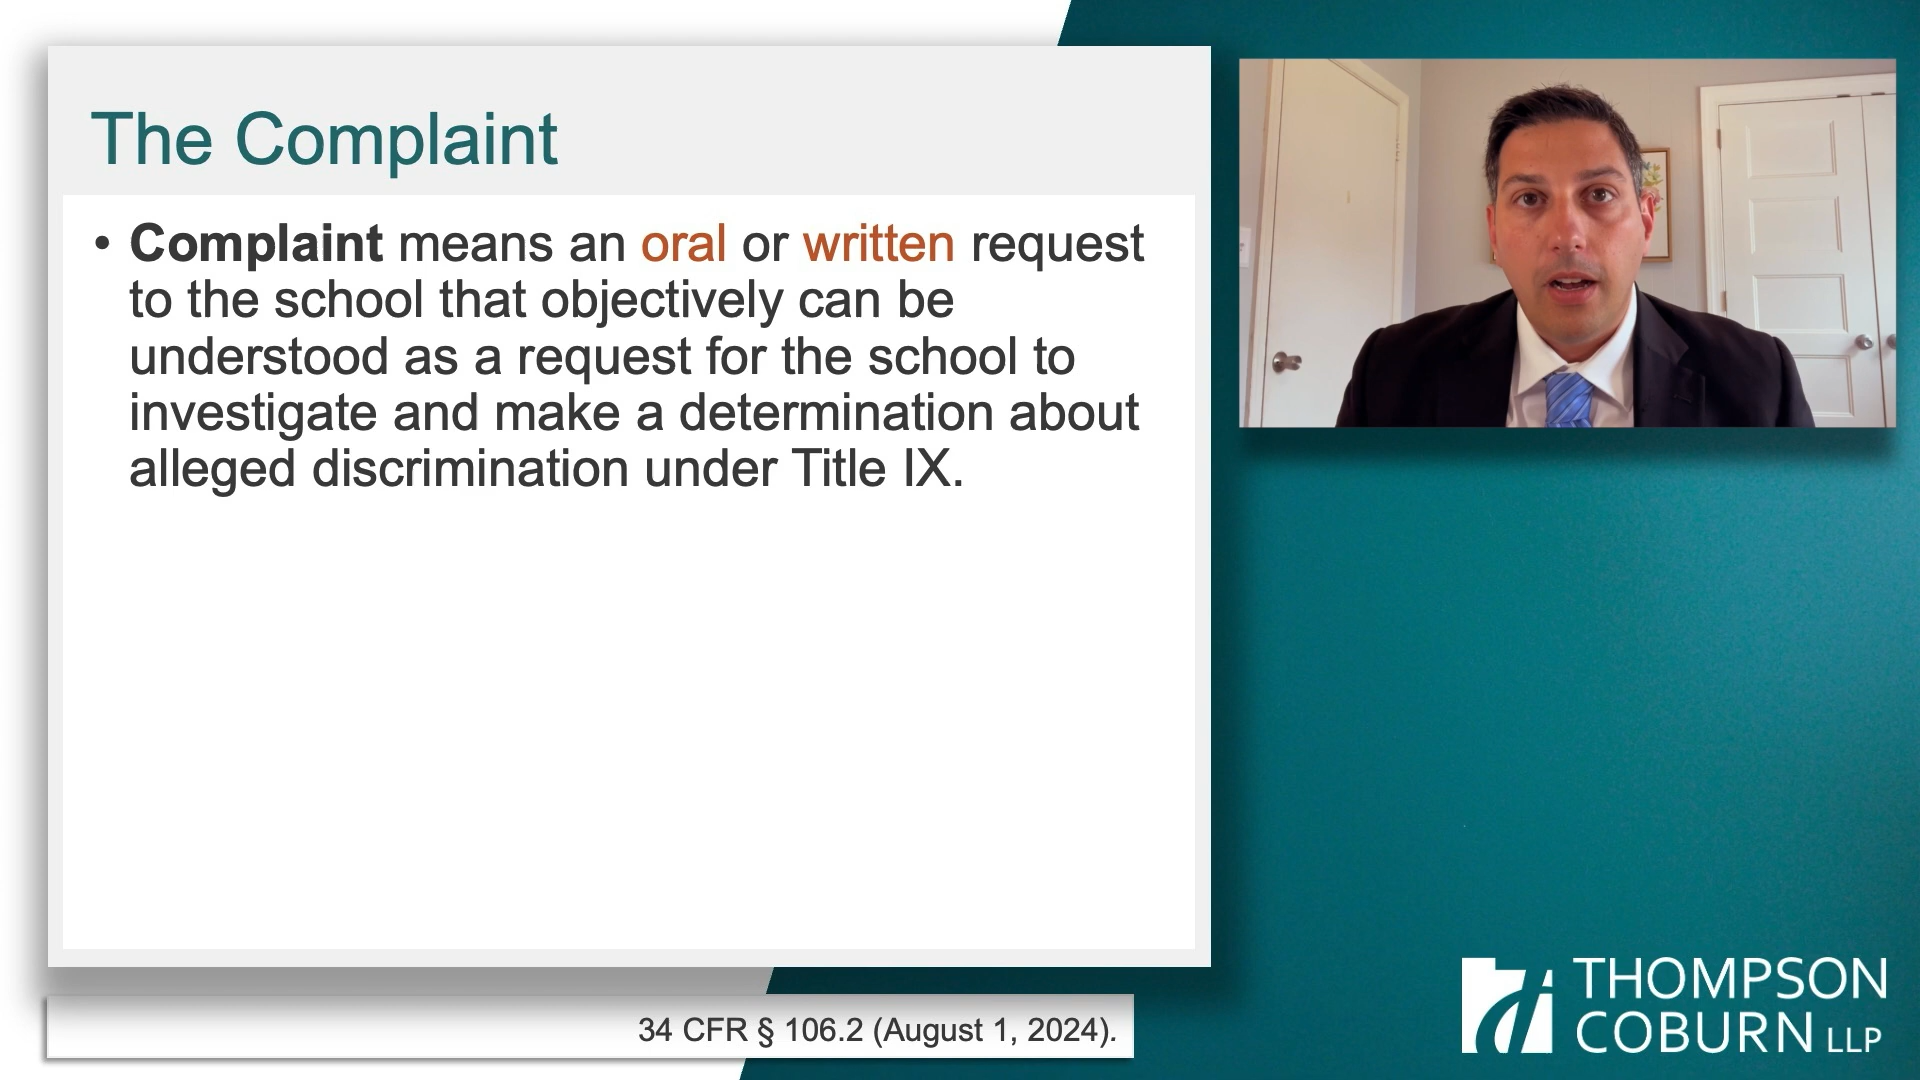 The Complaint
• Complaint means an oral or written request
to the school that objectively can be
understood as a request for the school to
investigate and make a determination about
alleged discrimination under Title IX.
34 CFR § 106.2 (August 1, 2024).
THOMPSON
COBURN LLP